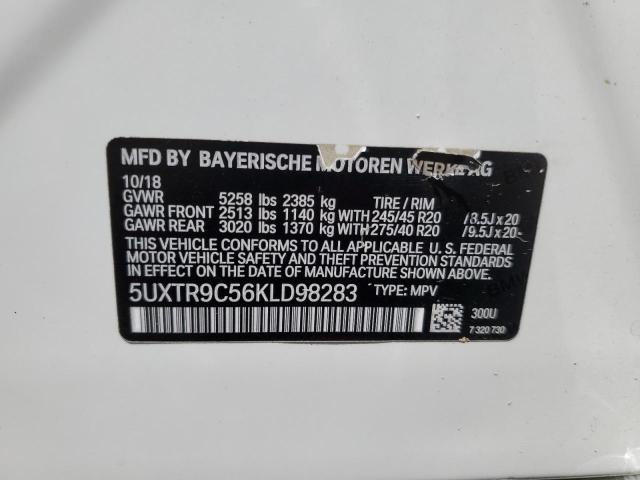 MFD BY BAYERISCHE MOTOREN WERKE AG
10/18
GVWR 5258 lbs 2385 kg TIRE / RIM
GAWR FRONT 2513 lbs 1140 kg WITH 245/45 R20 / 8.5J x 20
GAWR REAR 3020 lbs 1370 kg WITH 275/40 R20 / 9.5J x 20
THIS VEHICLE CONFORMS TO ALL APPLICABLE U. S. FEDERAL
MOTOR VEHICLE SAFETY AND THEFT PREVENTION STANDARDS
IN EFFECT ON THE DATE OF MANUFACTURE SHOWN ABOVE.
5UXTR9C56KLD98283 TYPE: MPV
300U
7 320 730